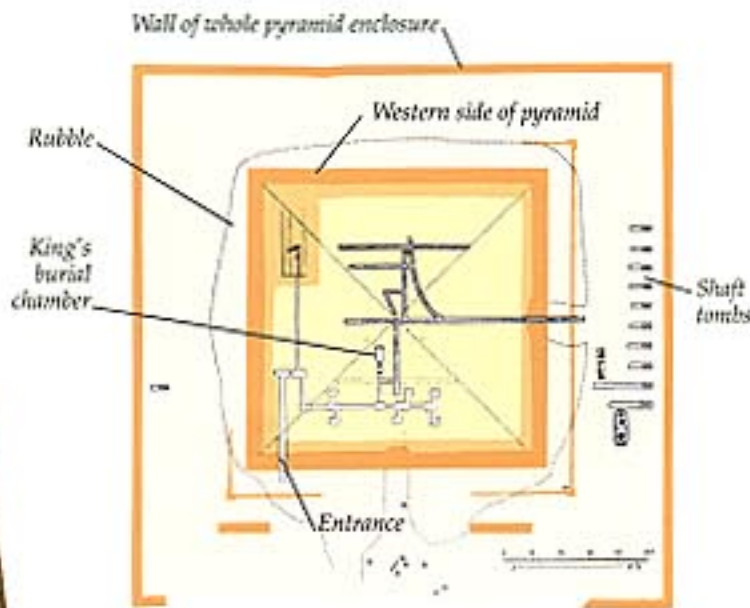 Wall of whole pyramid enclosure
Western side of pyramid
Rubble
King's
burial
chamber
Shaft
tombs
Entrance